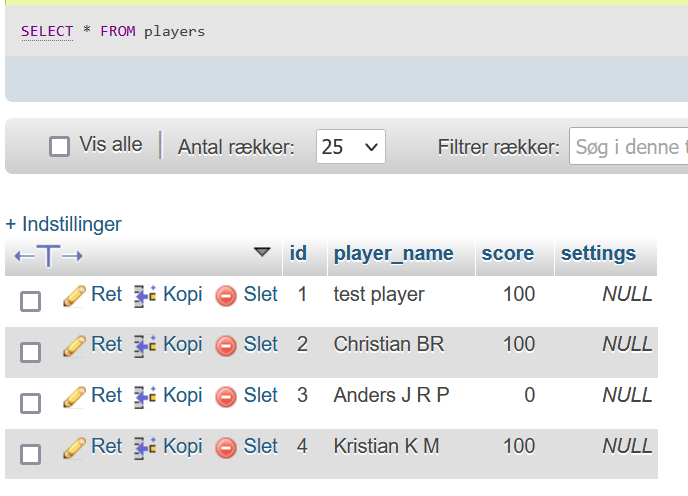 SELECT * FROM players
Vis alle Antal rækker: 25 Filtrer rækker: Søg i denne t
+ Indstillinger
←T→ id player_name score settings
Ret Kopi Slet 1 test player 100 NULL
Ret Kopi Slet 2 Christian BR 100 NULL
Ret Kopi Slet 3 Anders J R P 0 NULL
Ret Kopi Slet 4 Kristian K M 100 NULL